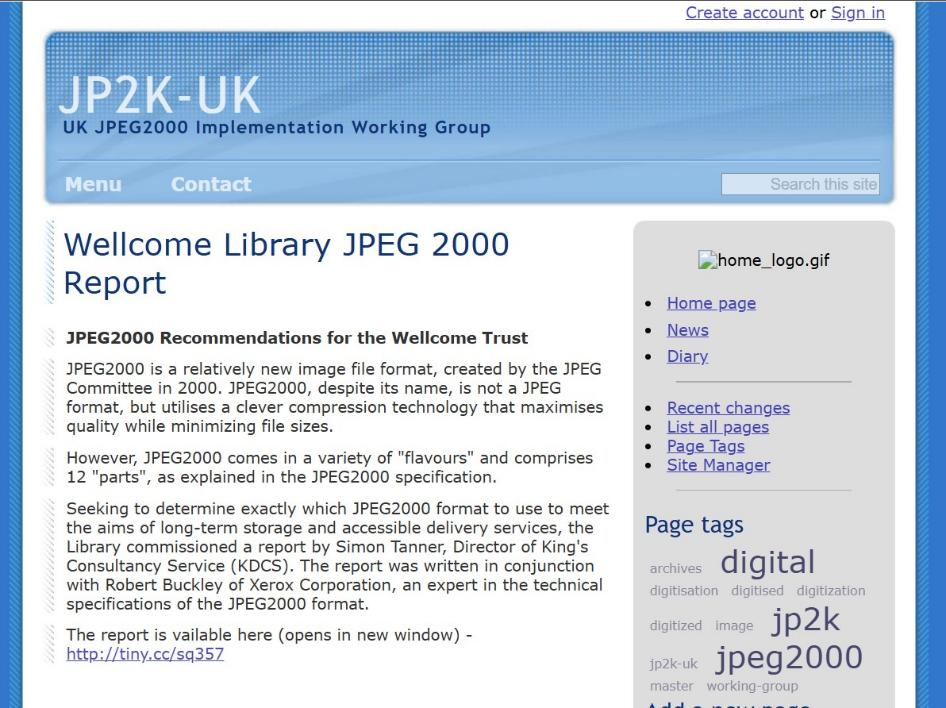 Create account or Sign in
JP2K-UK
UK JPEG2000 Implementation Working Group
Menu Contact
Search this site
Wellcome Library JPEG 2000
Report
JPEG2000 Recommendations for the Wellcome Trust
JPEG2000 is a relatively new image file format, created by the JPEG
Committee in 2000. JPEG2000, despite its name, is not a JPEG
format, but utilises a clever compression technology that maximises
quality while minimizing file sizes.
However, JPEG2000 comes in a variety of "flavours" and comprises
12 "parts", as explained in the JPEG2000 specification.
Seeking to determine exactly which JPEG2000 format to use to meet
the aims of long-term storage and accessible delivery services, the
Library commissioned a report by Simon Tanner, Director of King's
Consultancy Service (KDCS). The report was written in conjunction
with Robert Buckley of Xerox Corporation, an expert in the technical
specifications of the JPEG2000 format.
The report is vailable here (opens in new window) -
http://tiny.cc/sq357
home_logo.gif
Home page
News
Diary
Recent changes
List all pages
Page Tags
Site Manager
Page tags
archives digital
digitisation digitised digitization
digitized image jp2k
jp2k-uk jpeg2000
master working-group
Add a new page